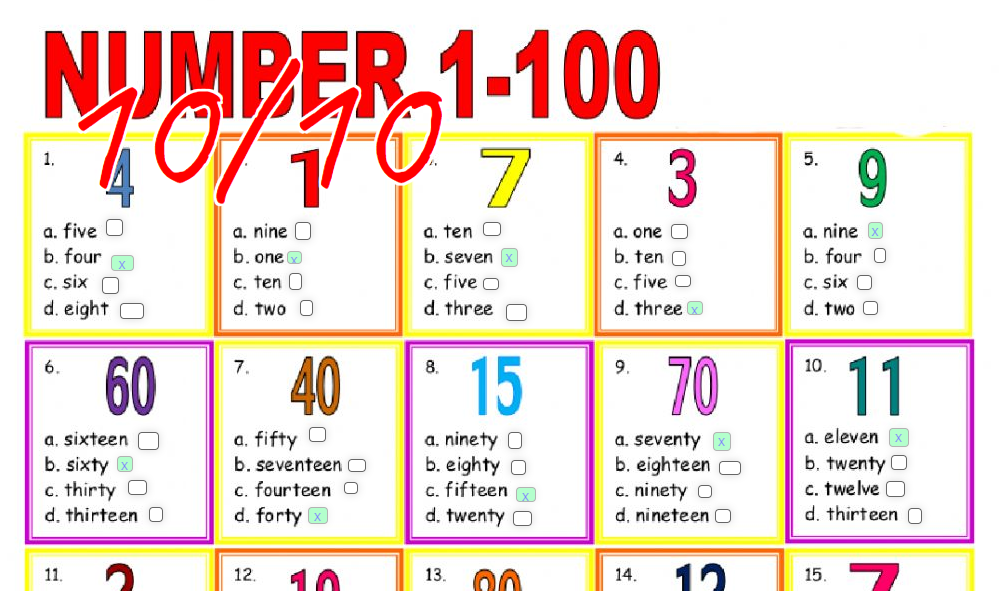 NUMBER 1-100
10/10
1. 4
a. five
b. four x
c. six
d. eight
1
a. nine
b. one x
c. ten
d. two
7
a. ten
b. seven x
c. five
d. three
4. 3
a. one
b. ten
c. five
d. three x
5. 9
a. nine x
b. four
c. six
d. two
6. 60
a. sixteen
b. sixty x
c. thirty
d. thirteen
7. 40
a. fifty
b. seventeen
c. fourteen
d. forty x
8. 15
a. ninety
b. eighty
c. fifteen x
d. twenty
9. 70
a. seventy x
b. eighteen
c. ninety
d. nineteen
10. 11
a. eleven x
b. twenty
c. twelve
d. thirteen
11.
12.
13.
14.
15.